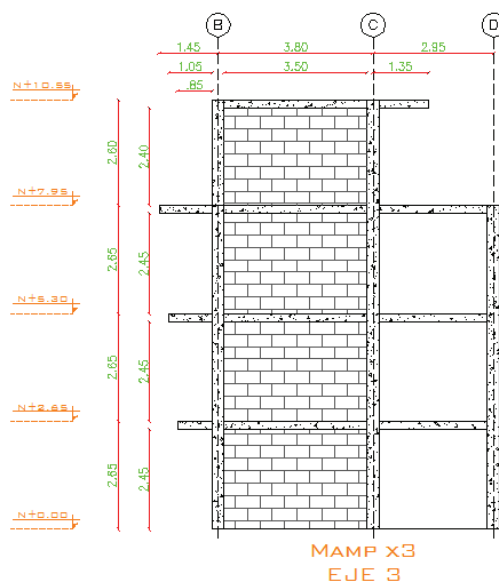 B C D
1.45 3.80 2.95
1.05 3.50 1.35
.85
N+10.55
2.60 2.40
N+7.95
2.65 2.45
N+5.30
2.65 2.45
N+2.65
2.65 2.45
N+0.00
MAMP X3
EJE 3